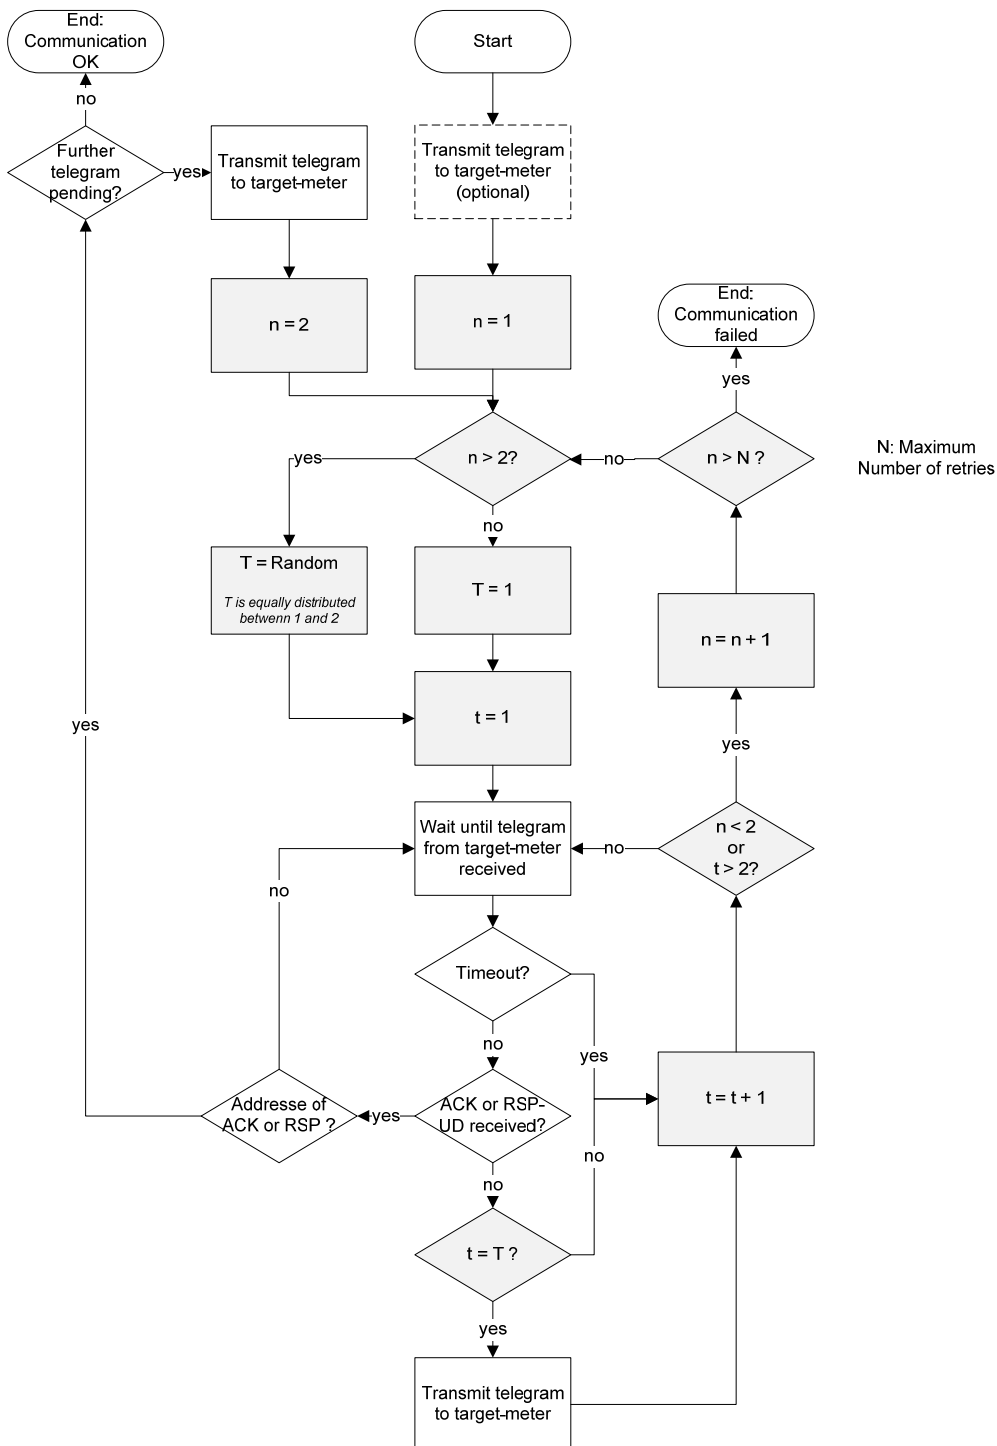 End:
Communication
OK
Start
no
Further
telegram
pending?
yes
Transmit telegram
to target-meter
Transmit telegram
to target-meter
(optional)
n = 2
n = 1
End:
Communication
failed
yes
n > 2?
no
n > N ?
N: Maximum
Number of retries
yes
no
T = Random
T is equally distributed
betwenn 1 and 2
T = 1
n = n + 1
t = 1
yes
yes
Wait until telegram
from target-meter
received
no
n < 2
or
t > 2?
no
Timeout?
no
yes
Addresse of
ACK or RSP ?
yes
ACK or RSP-
UD received?
t = t + 1
no
no
t = T ?
yes
Transmit telegram
to target-meter